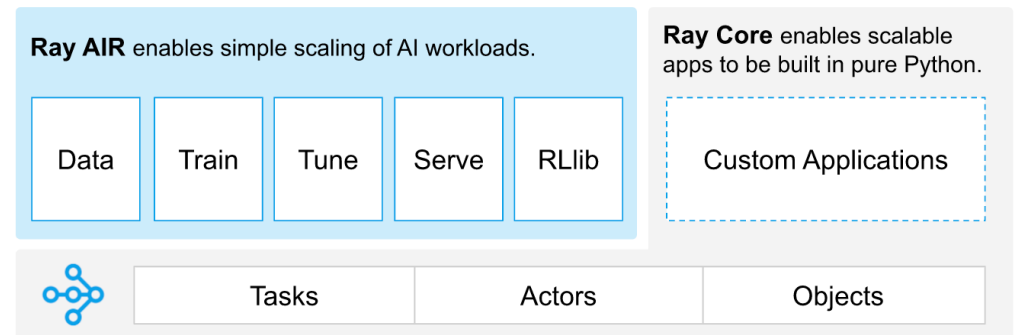 Ray AIR enables simple scaling of AI workloads.
Data
Train
Tune
Serve
RLlib
Ray Core enables scalable
apps to be built in pure Python.
Custom Applications
Tasks
Actors
Objects